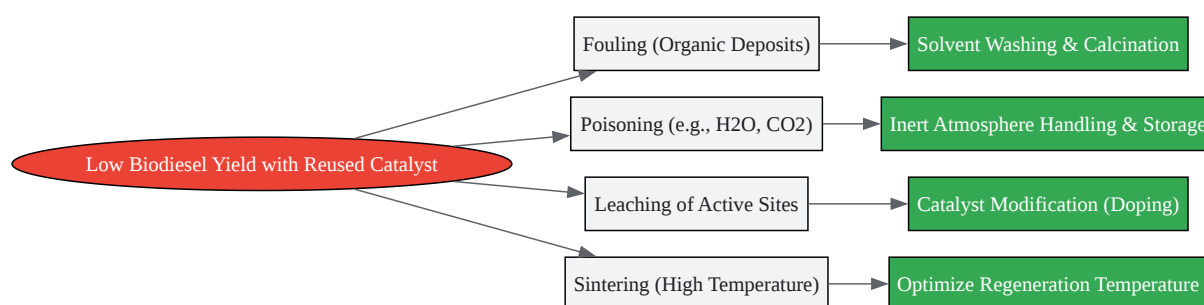 Fouling (Organic Deposits)
Solvent Washing & Calcination
Poisoning (e.g., H2O, CO2)
Inert Atmosphere Handling & Storage
Low Biodiesel Yield with Reused Catalyst
Leaching of Active Sites
Catalyst Modification (Doping)
Sintering (High Temperature)
Optimize Regeneration Temperature